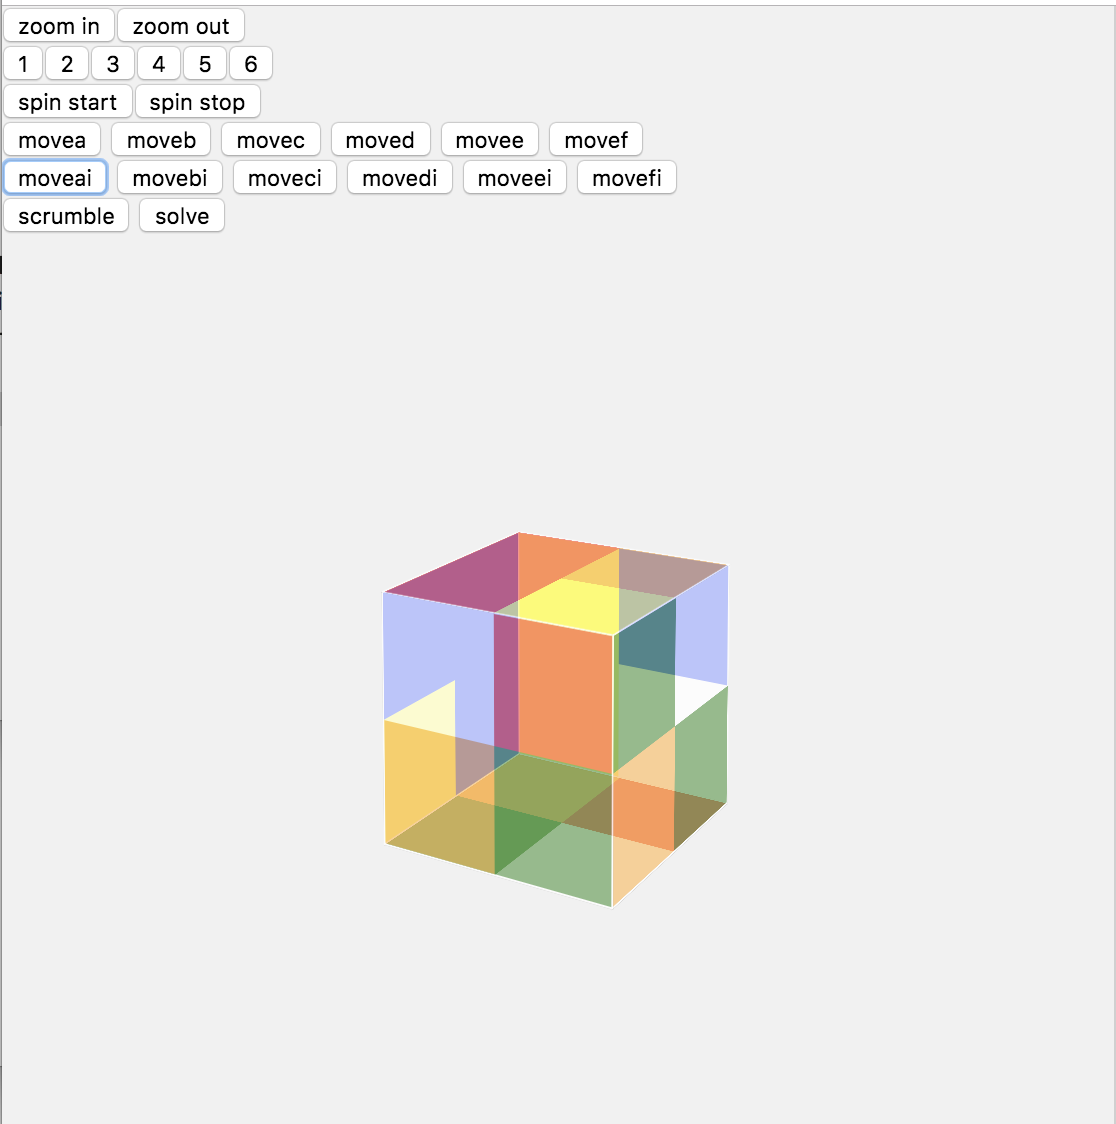 zoom in zoom out
1 2 3 4 5 6
spin start spin stop
movea moveb movec moved movee movef
moveai movebi moveci movedi moveei movefi
scrumble solve